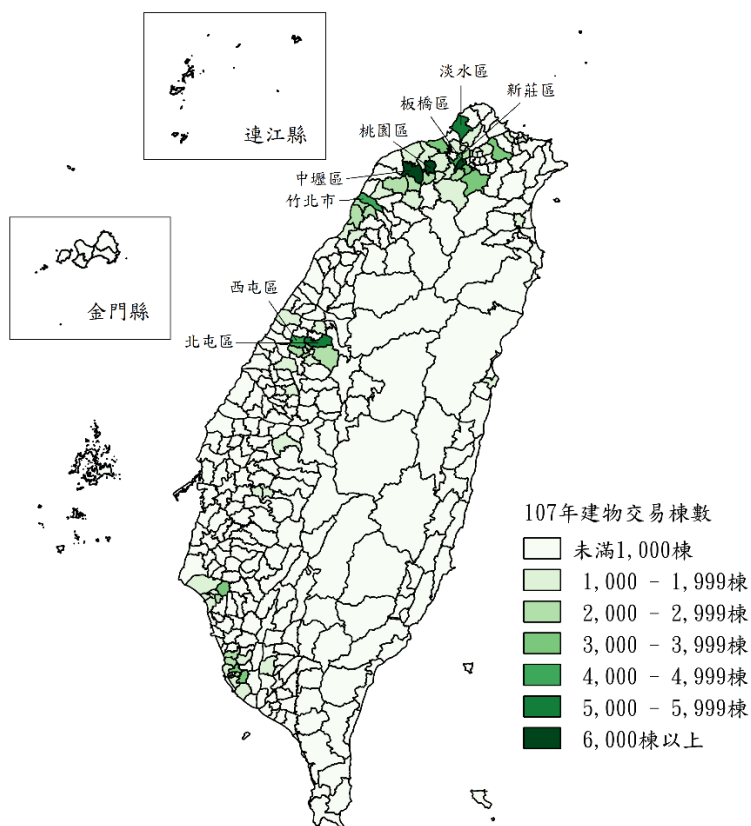 淡水區
新莊區
板橋區
桃園區
中壢區
竹北市
連江縣
金門縣
西屯區
北屯區
107年建物交易棟數
未滿1,000棟
1,000 - 1,999棟
2,000 - 2,999棟
3,000 - 3,999棟
4,000 - 4,999棟
5,000 - 5,999棟
6,000棟以上